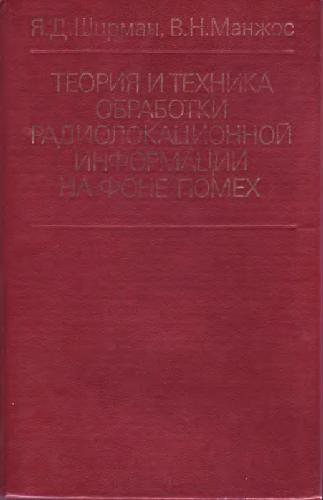 Я.Д.Ширман, В.Н.Манжос
ТЕОРИЯ И ТЕХНИКА
ОБРАБОТКИ
РАДИОЛОКАЦИОННОЙ
ИНФОРМАЦИИ
НА ФОНЕ ПОМЕХ